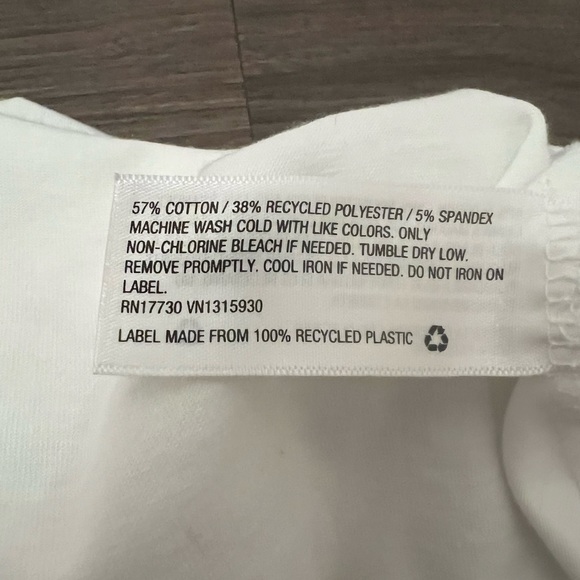 57% COTTON / 38% RECYCLED POLYESTER / 5% SPANDEX
MACHINE WASH COLD WITH LIKE COLORS. ONLY
NON-CHLORINE BLEACH IF NEEDED. TUMBLE DRY LOW.
REMOVE PROMPTLY. COOL IRON IF NEEDED. DO NOT IRON ON
LABEL.
RN17730 VN1315930
LABEL MADE FROM 100% RECYCLED PLASTIC